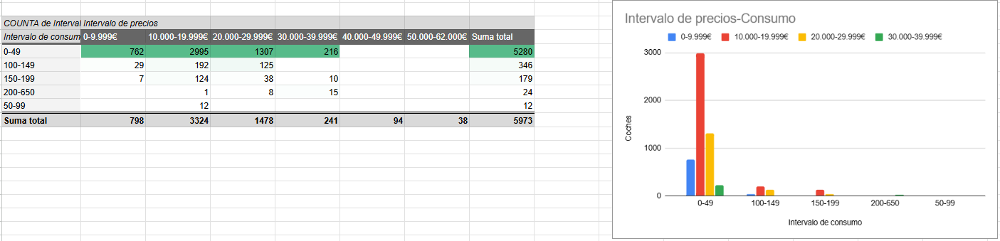 COUNTA de Interval Intervalo de precios
Intervalo de consum 0-9.999€ 10.000-19.999€ 20.000-29.999€ 30.000-39.999€ 40.000-49.999€ 50.000-62.000€ Suma total
0-49 762 2995 1307 216 5280
100-149 29 192 125 346
150-199 7 124 38 10 179
200-650 1 8 15 24
50-99 12 12
Suma total 798 3324 1478 241 94 38 5973
Intervalo de precios-Consumo
0-9.999€ 10.000-19.999€ 20.000-29.999€ 30.000-39.999€
3000
2000
1000
0
Coches
0-49 100-149 150-199 200-650 50-99
Intervalo de consumo